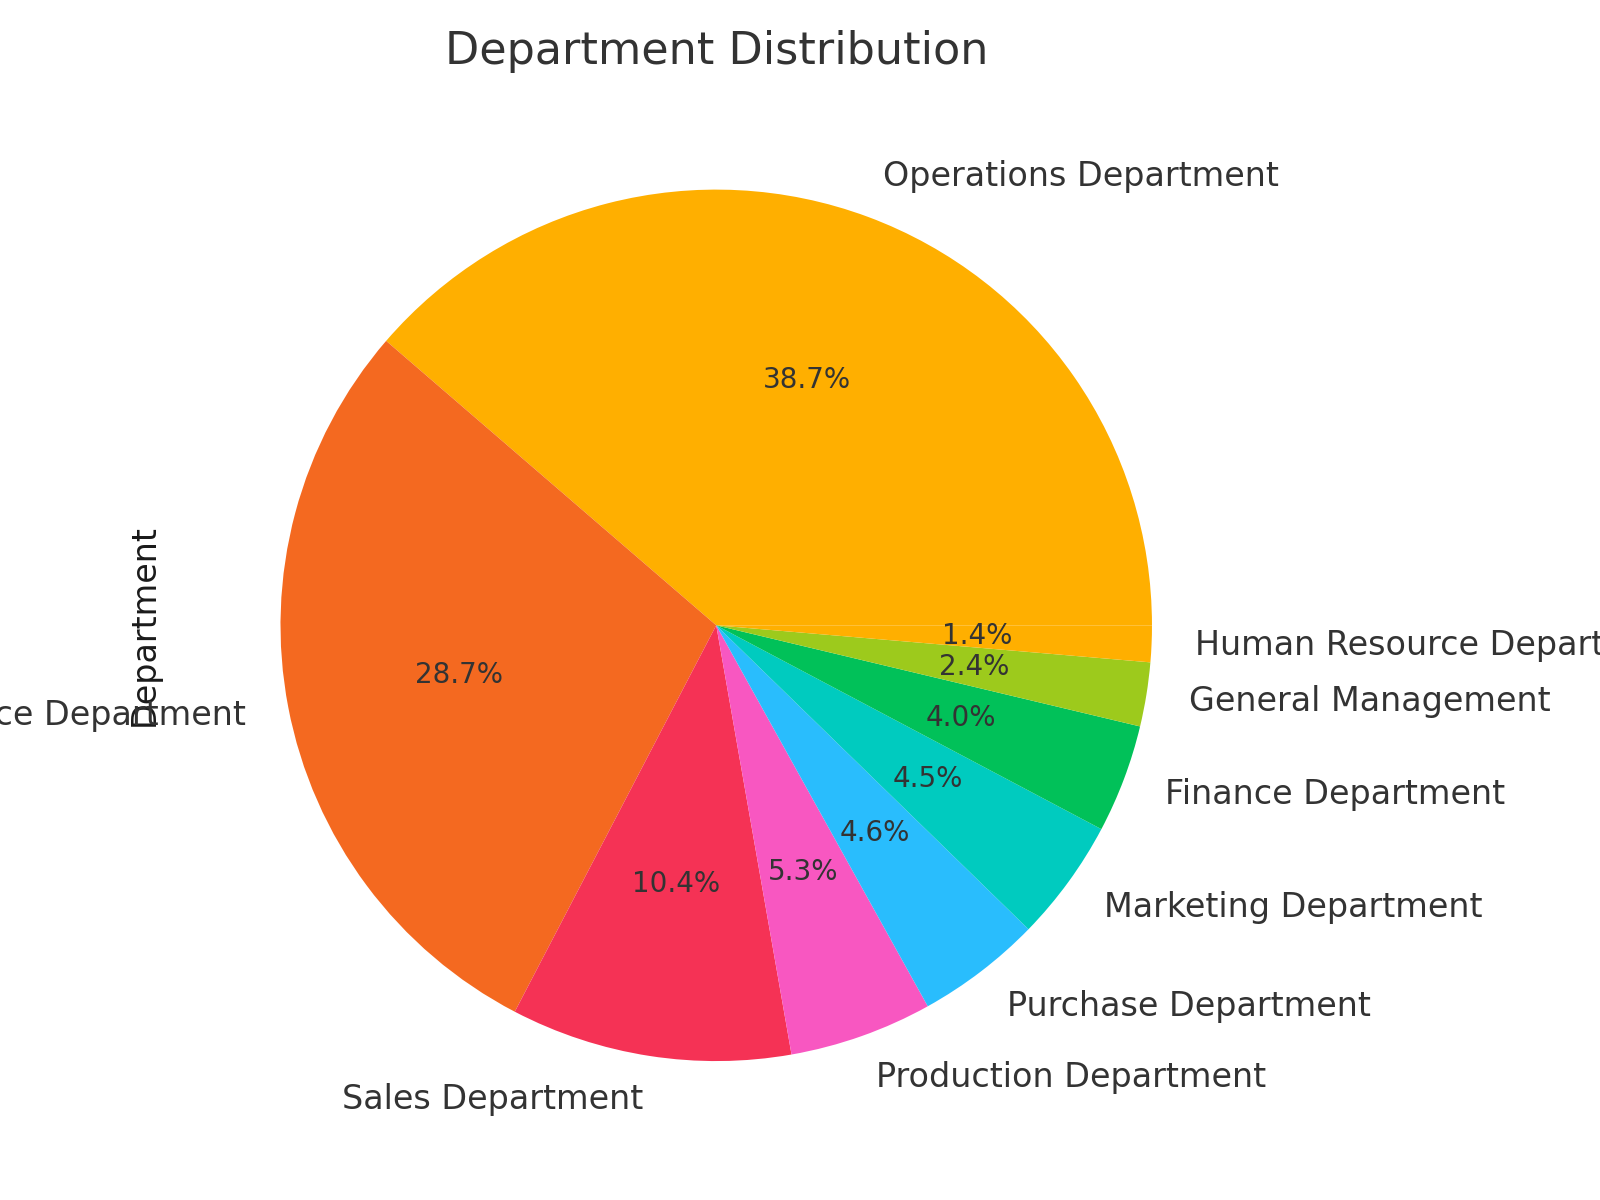 Department Distribution
Operations Department
38.7%
28.7%
Department
Department
10.4%
Sales Department
5.3%
Production Department
4.6%
Purchase Department
4.5%
Marketing Department
4.0%
Finance Department
2.4%
General Management
1.4%
Human Resource